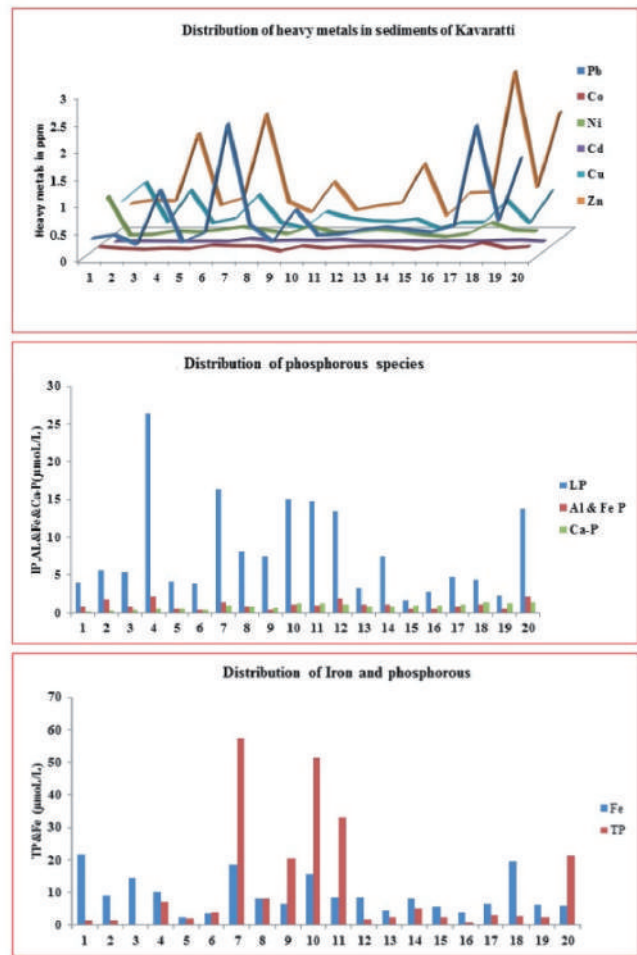 Distribution of heavy metals in sediments of Kavaratti
Heavy metals in ppm
3
2.5
2
1.5
1
0.5
0
1 2 3 4 5 6 7 8 9 10 11 12 13 14 15 16 17 18 19 20
Pb
Co
Ni
Cd
Cu
Zn
Distribution of phosphorous species
IP,AL&Fe&Ca-P(µmoL/L)
30
25
20
15
10
5
0
1 2 3 4 5 6 7 8 9 10 11 12 13 14 15 16 17 18 19 20
LP
Al & Fe P
Ca-P
Distribution of Iron and phosphorous
TP&Fe (µmoL/L)
70
60
50
40
30
20
10
0
1 2 3 4 5 6 7 8 9 10 11 12 13 14 15 16 17 18 19 20
Fe
TP